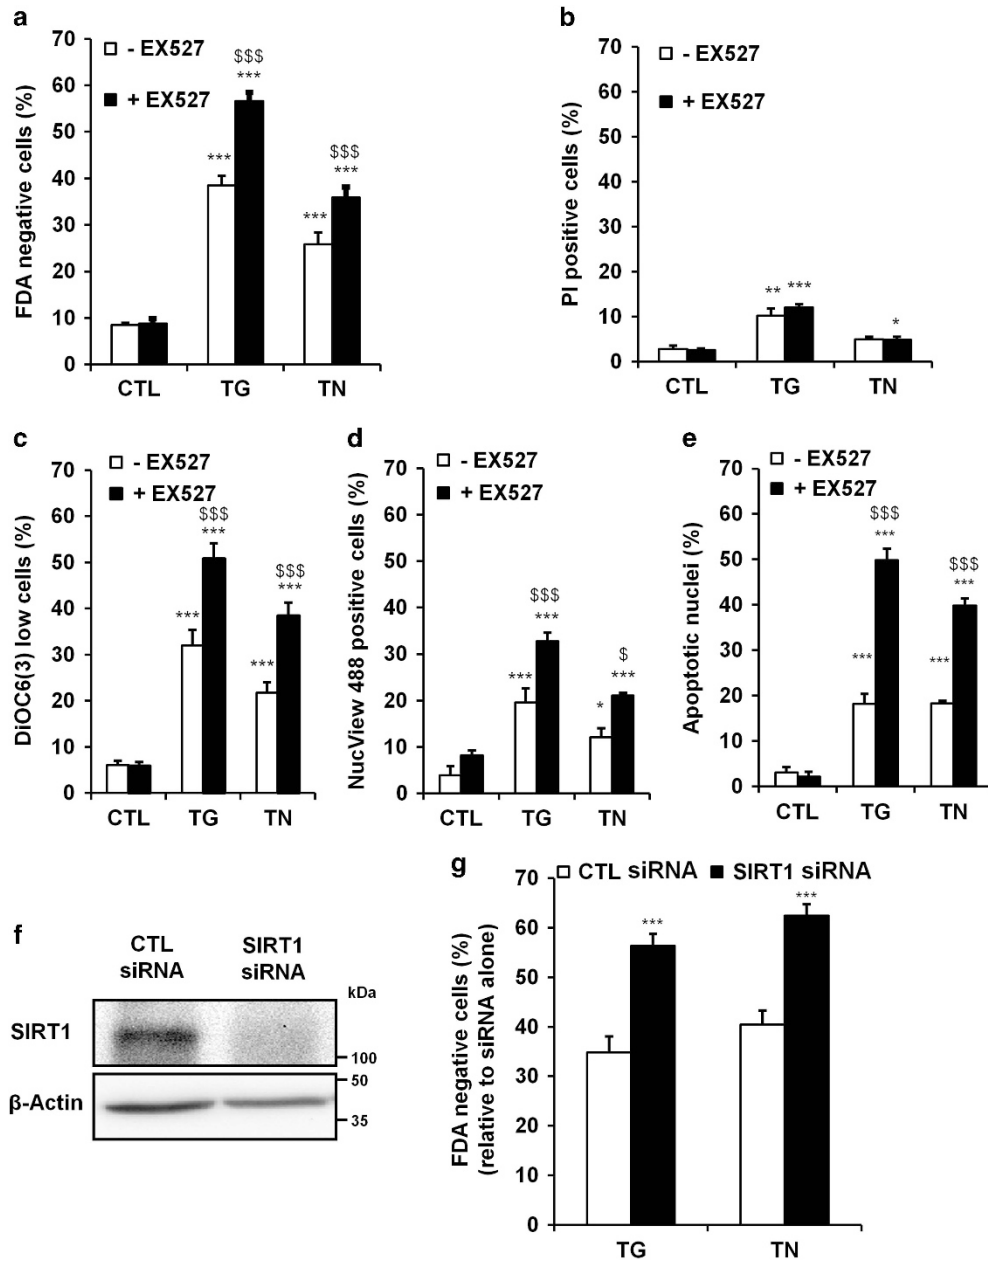 a
70
60
50
40
30
20
10
0
FDA negative cells (%)
- EX527
+ EX527
***
$$$
***
***
$$$
***
CTL TG TN
b
70
60
50
40
30
20
10
0
PI positive cells (%)
- EX527
+ EX527
** ***
*
CTL TG TN
c
70
60
50
40
30
20
10
0
DiOC6(3) low cells (%)
- EX527
+ EX527
***
$$$
***
***
$$$
***
CTL TG TN
d
70
60
50
40
30
20
10
0
NucView 488 positive cells (%)
- EX527
+ EX527
***
$$$
***
*
$
***
CTL TG TN
e
70
60
50
40
30
20
10
0
Apoptotic nuclei (%)
- EX527
+ EX527
***
$$$
***
***
$$$
***
CTL TG TN
f
CTL
siRNA
SIRT1
siRNA
kDa
SIRT1
100
50
β-Actin
35
g
CTL siRNA SIRT1 siRNA
70
60
50
40
30
20
10
0
FDA negative cells (%)
(relative to siRNA alone)
***
***
TG TN